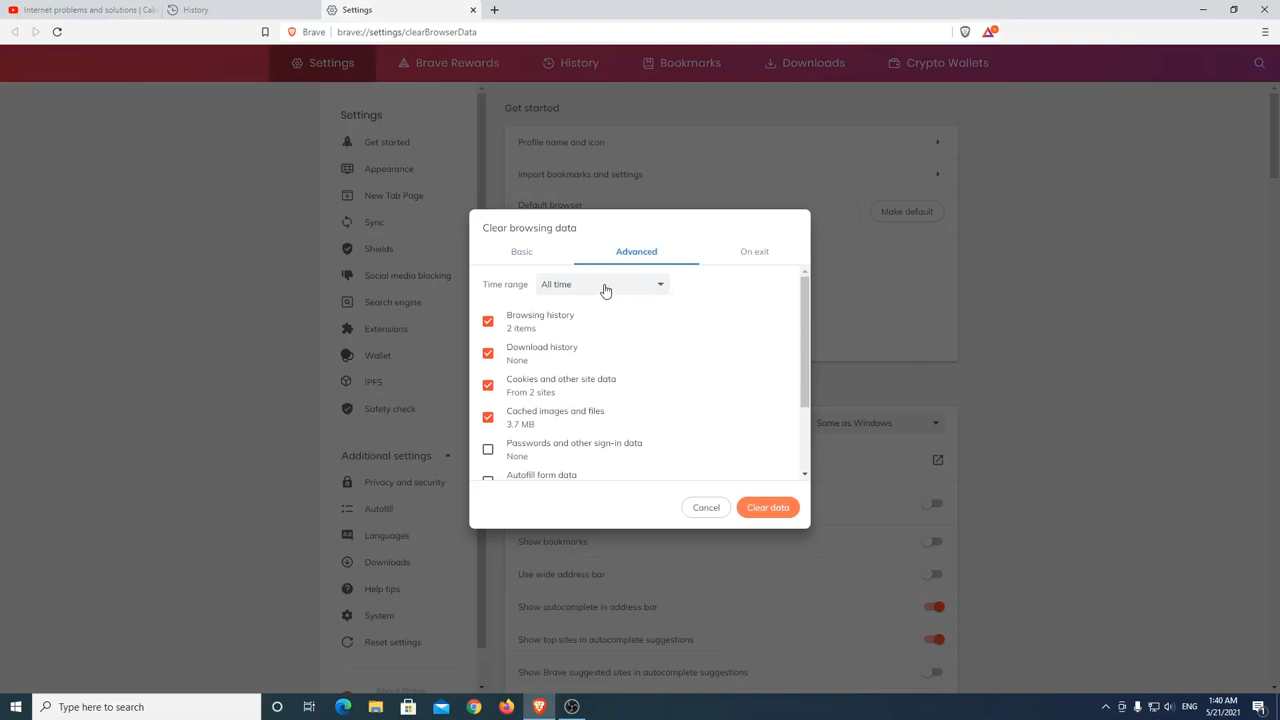 Internet problems and solutions | Cab
History
Settings
Brave
brave://settings/clearBrowserData
Settings
Brave Rewards
History
Bookmarks
Downloads
Crypto Wallets
Settings
Get started
Appearance
New Tab Page
Sync
Shields
Social media blocking
Search engine
Extensions
Wallet
IPFS
Safety check
Additional settings
Privacy and security
Autofill
Languages
Downloads
Help tips
System
Reset settings
About Brave
Get started
Profile name and icon
Import bookmarks and settings
Default browser
Make default
Clear browsing data
Basic
Advanced
On exit
Time range
All time
Browsing history
2 items
Download history
None
Cookies and other site data
From 2 sites
Cached images and files
3.7 MB
Passwords and other sign-in data
None
Autofill form data
Cancel
Clear data
Same as Windows
Show bookmarks
Use wide address bar
Show autocomplete in address bar
Show top sites in autocomplete suggestions
Show Brave suggested sites in autocomplete suggestions
Type here to search
ENG
1:40 AM
5/21/2021